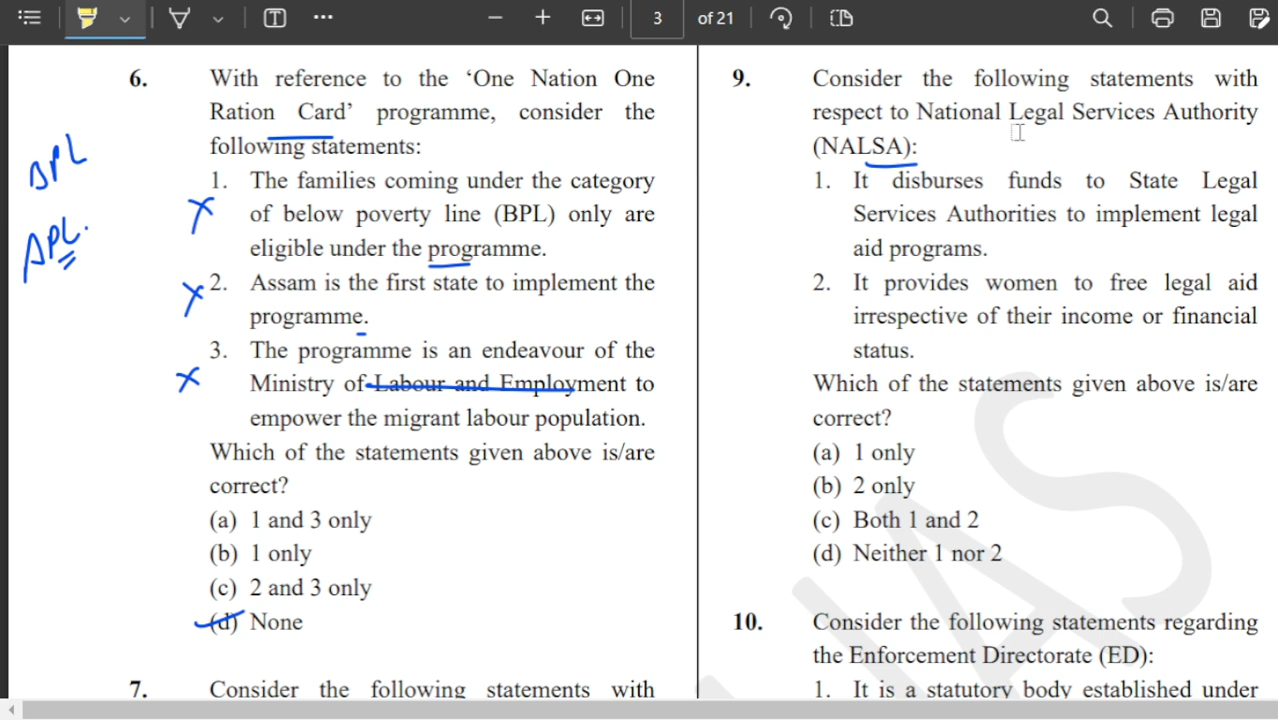 3 of 21
6. With reference to the ‘One Nation One
Ration Card’ programme, consider the
following statements:
1. The families coming under the category
of below poverty line (BPL) only are
eligible under the programme.
2. Assam is the first state to implement the
programme.
3. The programme is an endeavour of the
Ministry of Labour and Employment to
empower the migrant labour population.
Which of the statements given above is/are
correct?
(a) 1 and 3 only
(b) 1 only
(c) 2 and 3 only
(d) None
7. Consider the following statements with
BPL
APL.
9. Consider the following statements with
respect to National Legal Services Authority
(NALSA):
1. It disburses funds to State Legal
Services Authorities to implement legal
aid programs.
2. It provides women to free legal aid
irrespective of their income or financial
status.
Which of the statements given above is/are
correct?
(a) 1 only
(b) 2 only
(c) Both 1 and 2
(d) Neither 1 nor 2
10. Consider the following statements regarding
the Enforcement Directorate (ED):
1. It is a statutory body established under
IAS